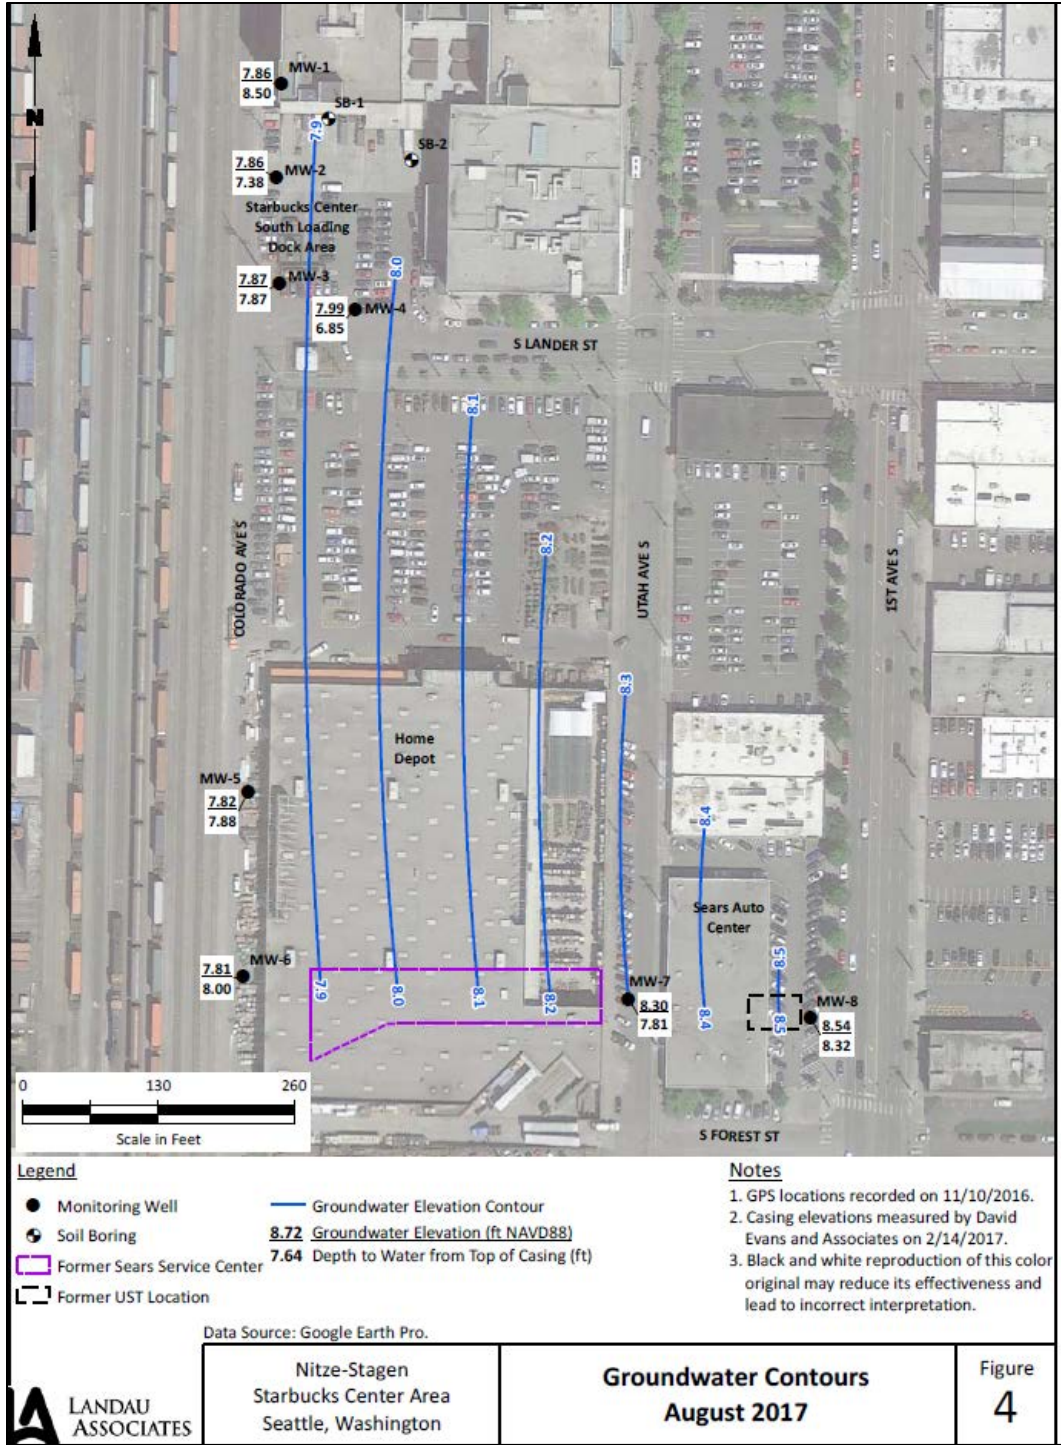 N
7.86
8.50
MW-1
SB-1
7.9
SB-2
7.86
7.38
MW-2
Starbucks Center
South Loading
Dock Area
8.0
7.87
7.87
MW-3
7.99
6.85
MW-4
S LANDER ST
8.1
COLORADO AVE S
8.2
UTAH AVE S
1ST AVE S
8.3
Home
Depot
MW-5
7.82
7.88
8.4
Sears Auto
Center
MW-6
7.81
8.00
8.5
7.9
8.0
8.1
8.2
MW-7
8.30
7.81
8.4
8.5
MW-8
8.54
8.32
0 130 260
Scale in Feet
S FOREST ST
Legend
Monitoring Well
Soil Boring
Former Sears Service Center
Former UST Location
Groundwater Elevation Contour
8.72 Groundwater Elevation (ft NAVD88)
7.64 Depth to Water from Top of Casing (ft)
Notes
1. GPS locations recorded on 11/10/2016.
2. Casing elevations measured by David
Evans and Associates on 2/14/2017.
3. Black and white reproduction of this color
original may reduce its effectiveness and
lead to incorrect interpretation.
Data Source: Google Earth Pro.
LANDAU
ASSOCIATES
Nitze-Stagen
Starbucks Center Area
Seattle, Washington
Groundwater Contours
August 2017
Figure
4